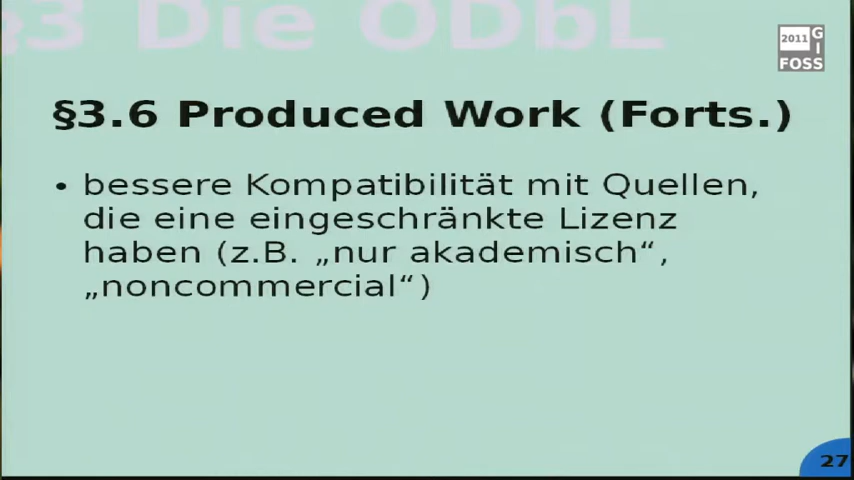 §3 Die ODbL
2011 G
I
FOSS
§3.6 Produced Work (Forts.)
• bessere Kompatibilität mit Quellen,
die eine eingeschränkte Lizenz
haben (z.B. „nur akademisch“,
„noncommercial“)
27